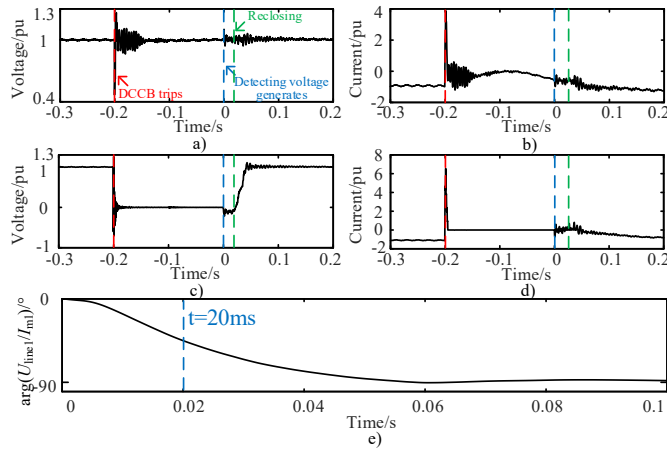 1.3
1
0.4
Voltage/pu
Reclosing
Detecting voltage
generates
DCCB trips
-0.3 -0.2 -0.1 0 0.1 0.2
Time/s
a)
4
2
0
-2
Current/pu
-0.3 -0.2 -0.1 0 0.1 0.2
Time/s
b)
1.3
1
0
-1
Voltage/pu
-0.3 -0.2 -0.1 0 0.1 0.2
Time/s
c)
8
6
4
2
0
-2
Current/pu
-0.3 -0.2 -0.1 0 0.1 0.2
Time/s
d)
0
-90
arg(Uline1/Im1)/°
t=20ms
0 0.02 0.04 0.06 0.08 0.1
Time/s
e)